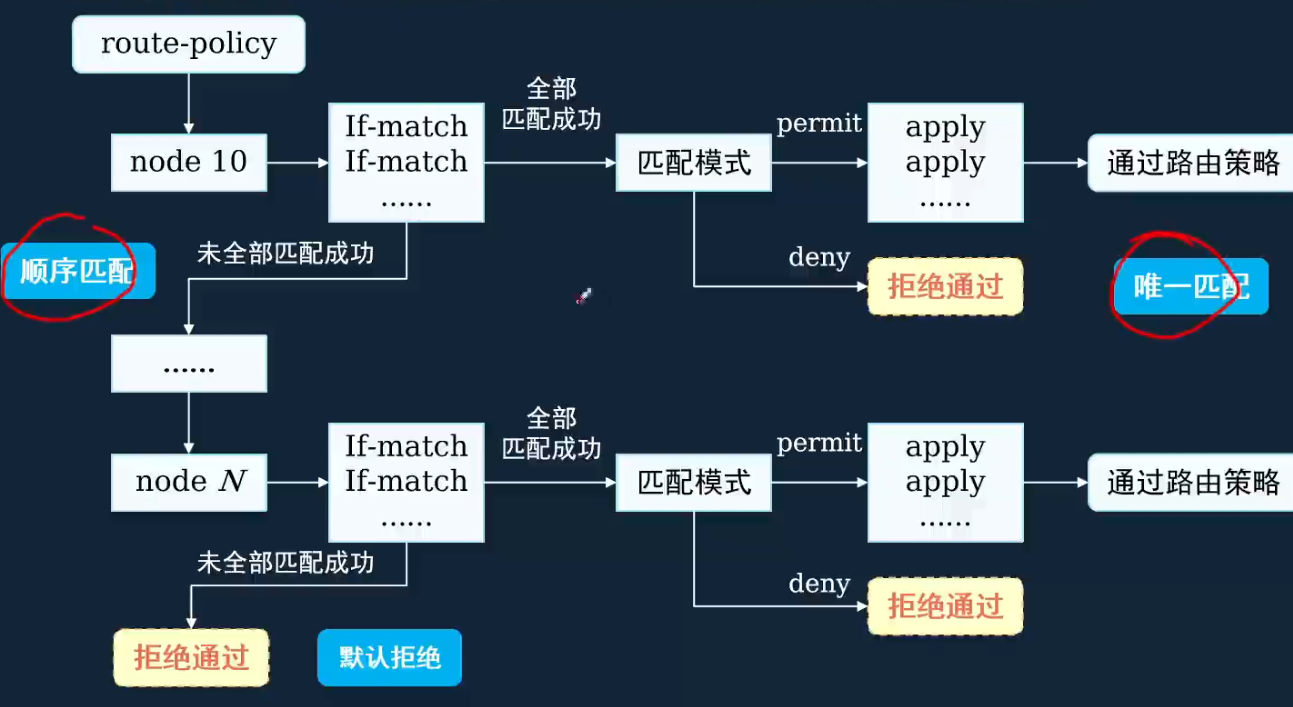 route-policy
node 10
If-match
If-match
......
全部
匹配成功
匹配模式
permit
apply
apply
......
通过路由策略
deny
拒绝通过
未全部匹配成功
顺序匹配
唯一匹配
......
node N
If-match
If-match
......
全部
匹配成功
匹配模式
permit
apply
apply
......
通过路由策略
deny
拒绝通过
未全部匹配成功
拒绝通过
默认拒绝